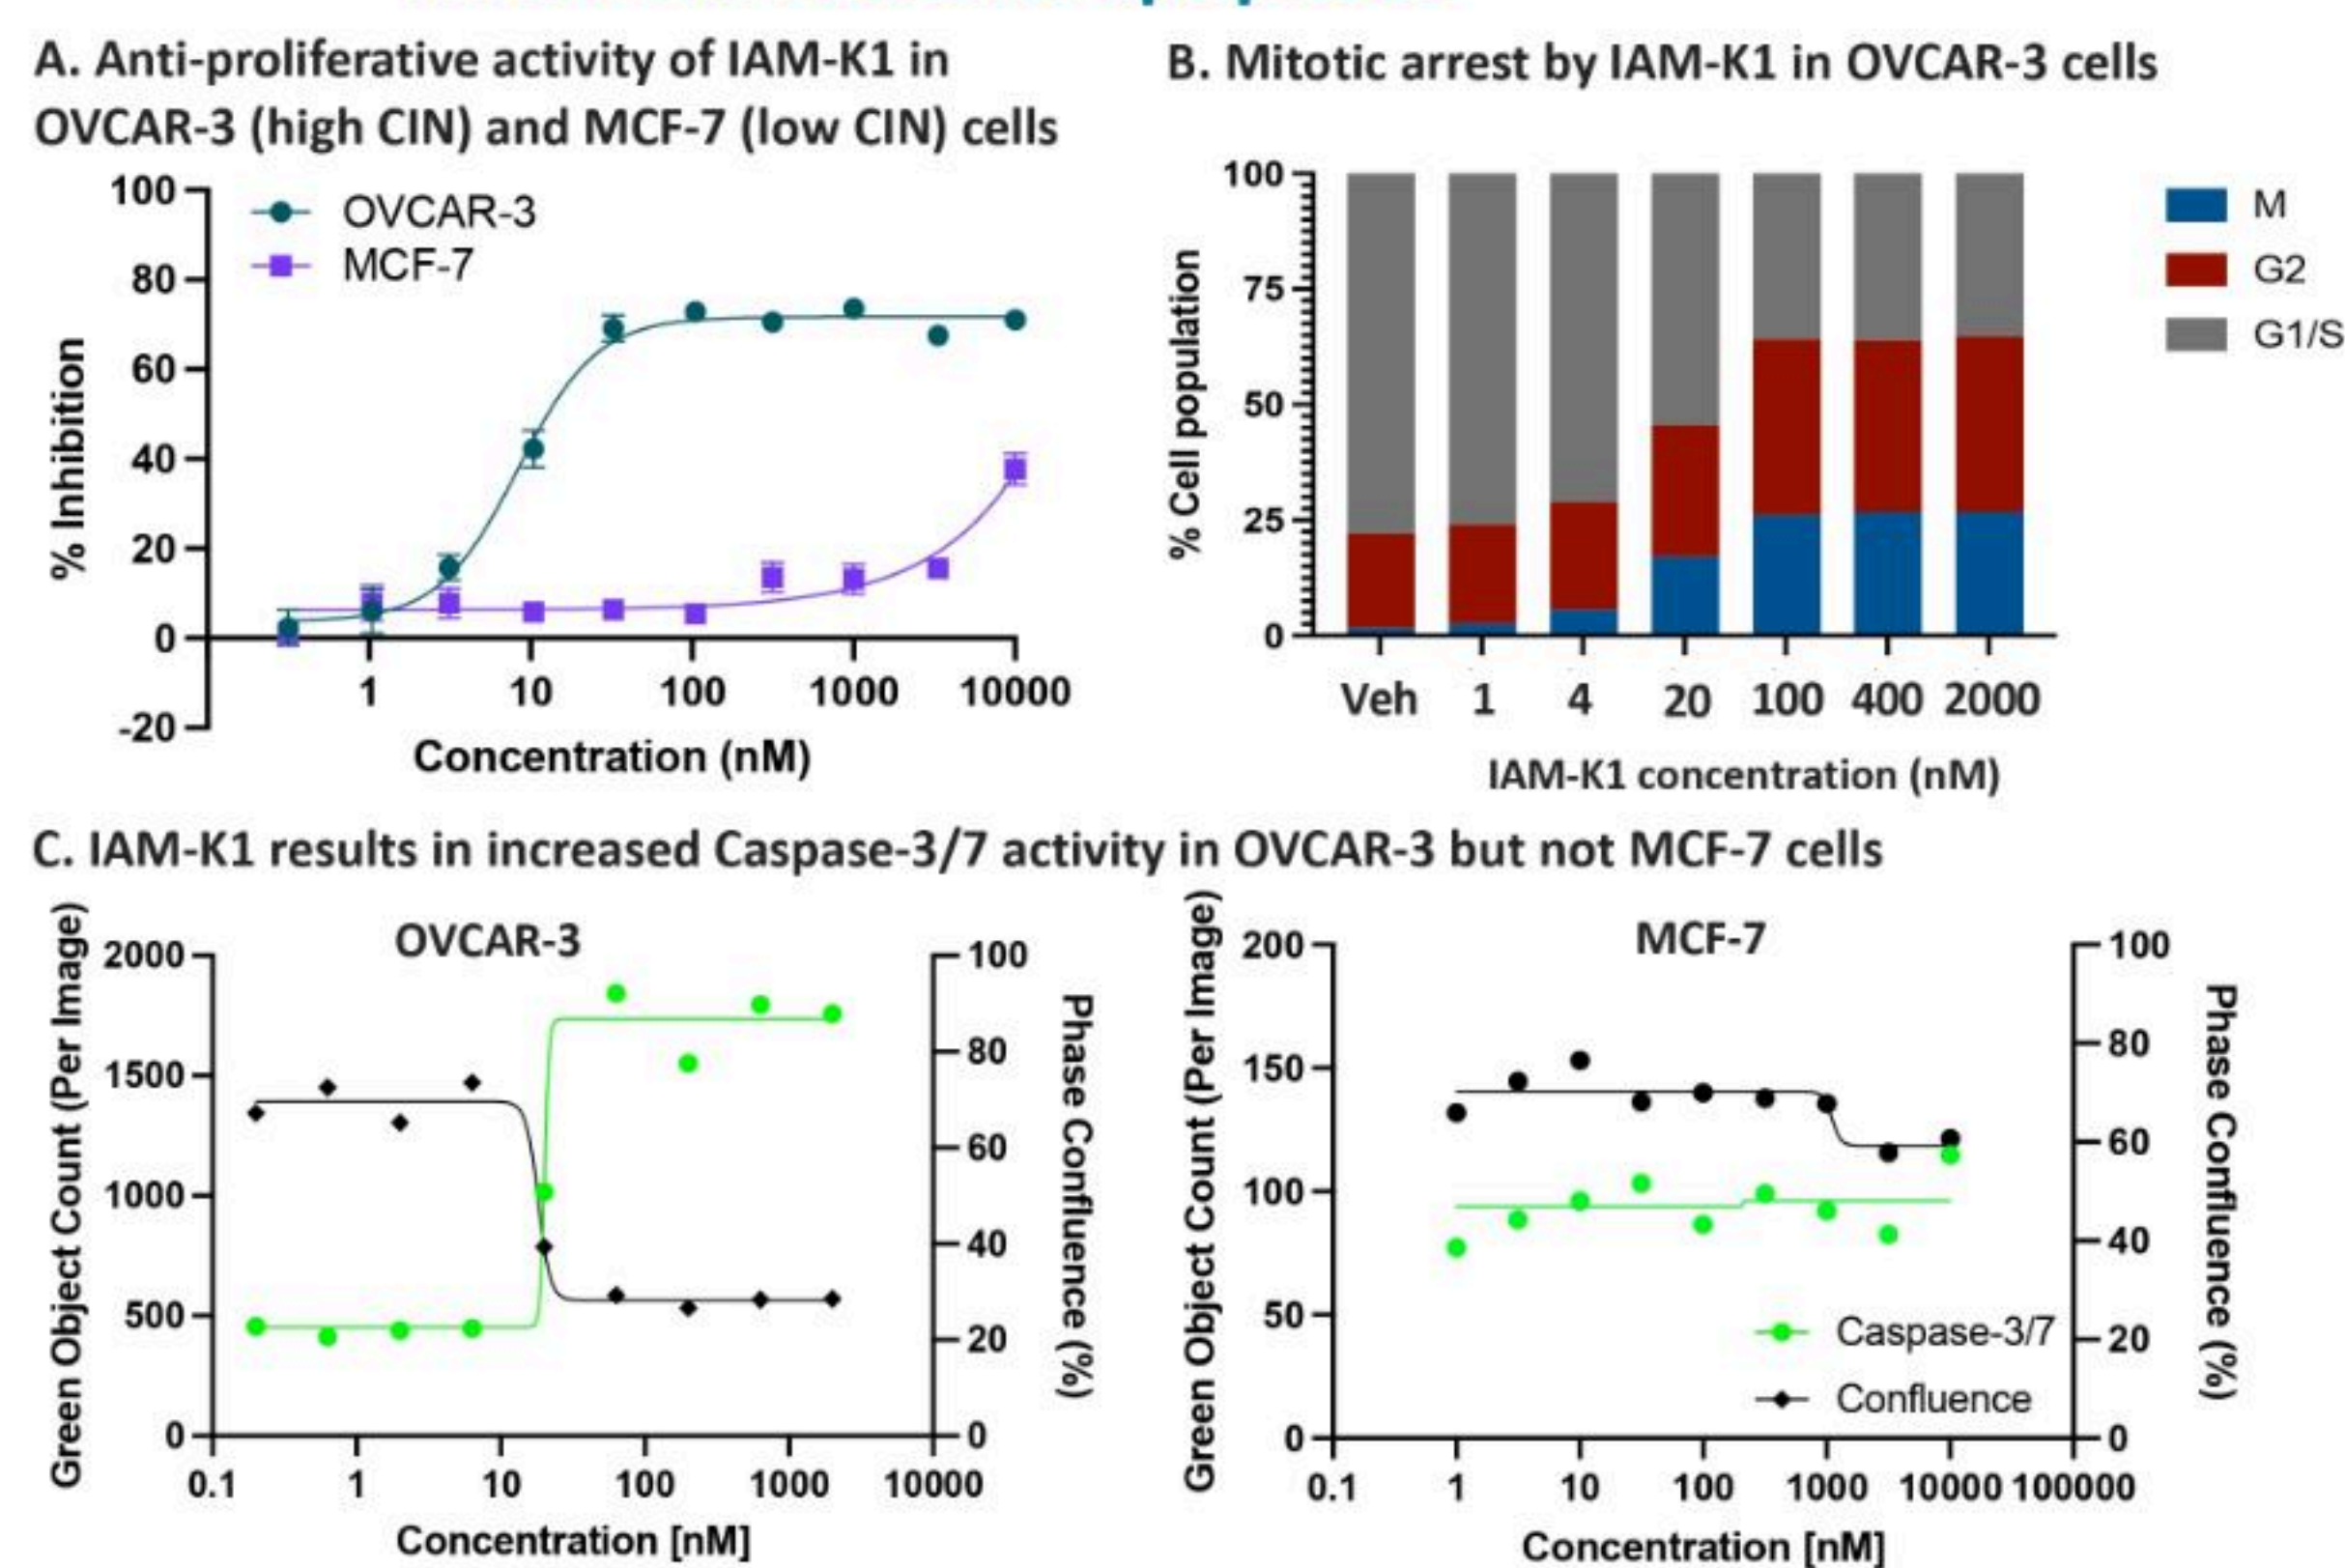 A. Anti-proliferative activity of IAM-K1 in
OVCAR-3 (high CIN) and MCF-7 (low CIN) cells
100
80
60
40
20
0
-20
% Inhibition
OVCAR-3
MCF-7
1 10 100 1000 10000
Concentration (nM)
B. Mitotic arrest by IAM-K1 in OVCAR-3 cells
100
75
50
25
0
% Cell population
M
G2
G1/S
Veh 1 4 20 100 400 2000
IAM-K1 concentration (nM)
C. IAM-K1 results in increased Caspase-3/7 activity in OVCAR-3 but not MCF-7 cells
OVCAR-3
Green Object Count (Per Image)
2000
1500
1000
500
0
100
80
60
40
20
0
Phase Confluence (%)
0.1 1 10 100 1000 10000
Concentration [nM]
MCF-7
Green Object Count (Per Image)
200
150
100
50
0
100
80
60
40
20
0
Phase Confluence (%)
Caspase-3/7
Confluence
0.1 1 10 100 1000 10000 100000
Concentration [nM]